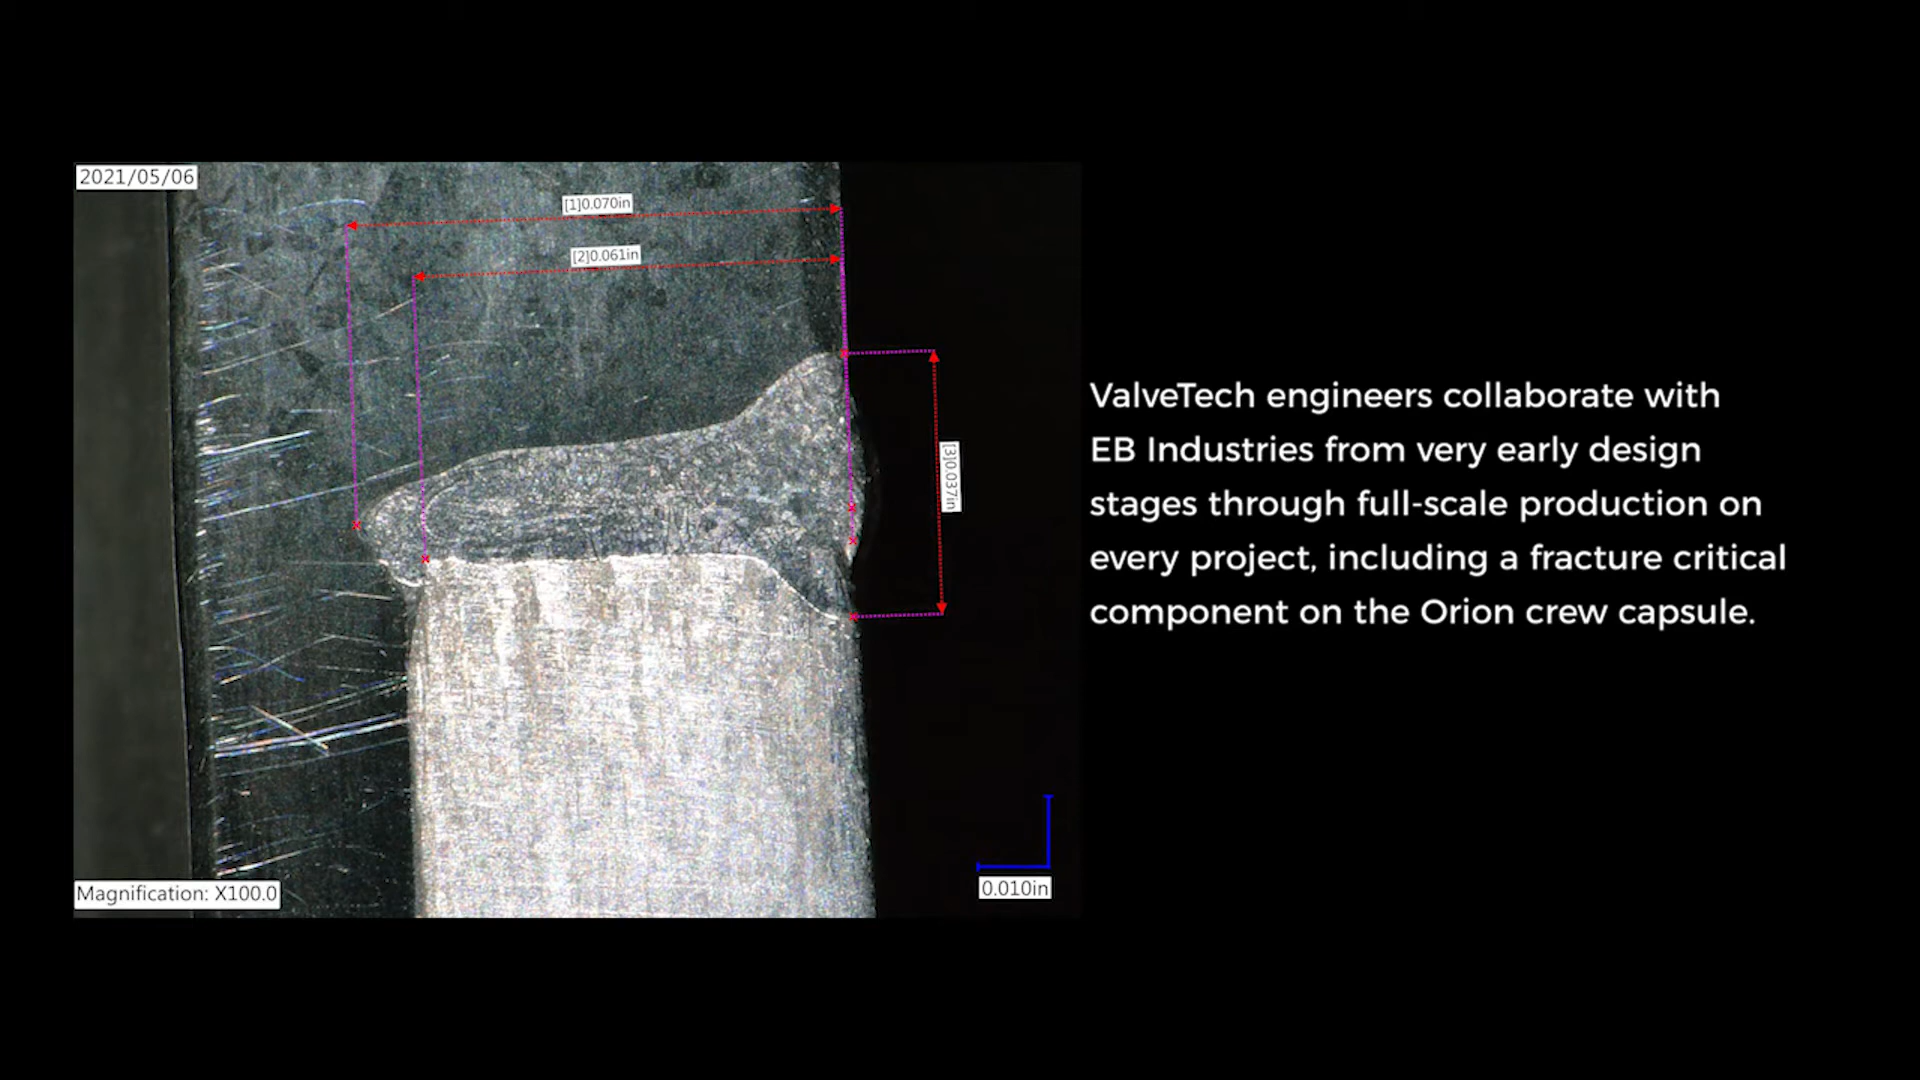 2021/05/06
[1]0.070in
[2]0.061in
[3]0.037in
ValveTech engineers collaborate with
EB Industries from very early design
stages through full-scale production on
every project, including a fracture critical
component on the Orion crew capsule.
Magnification: X100.0
0.010in